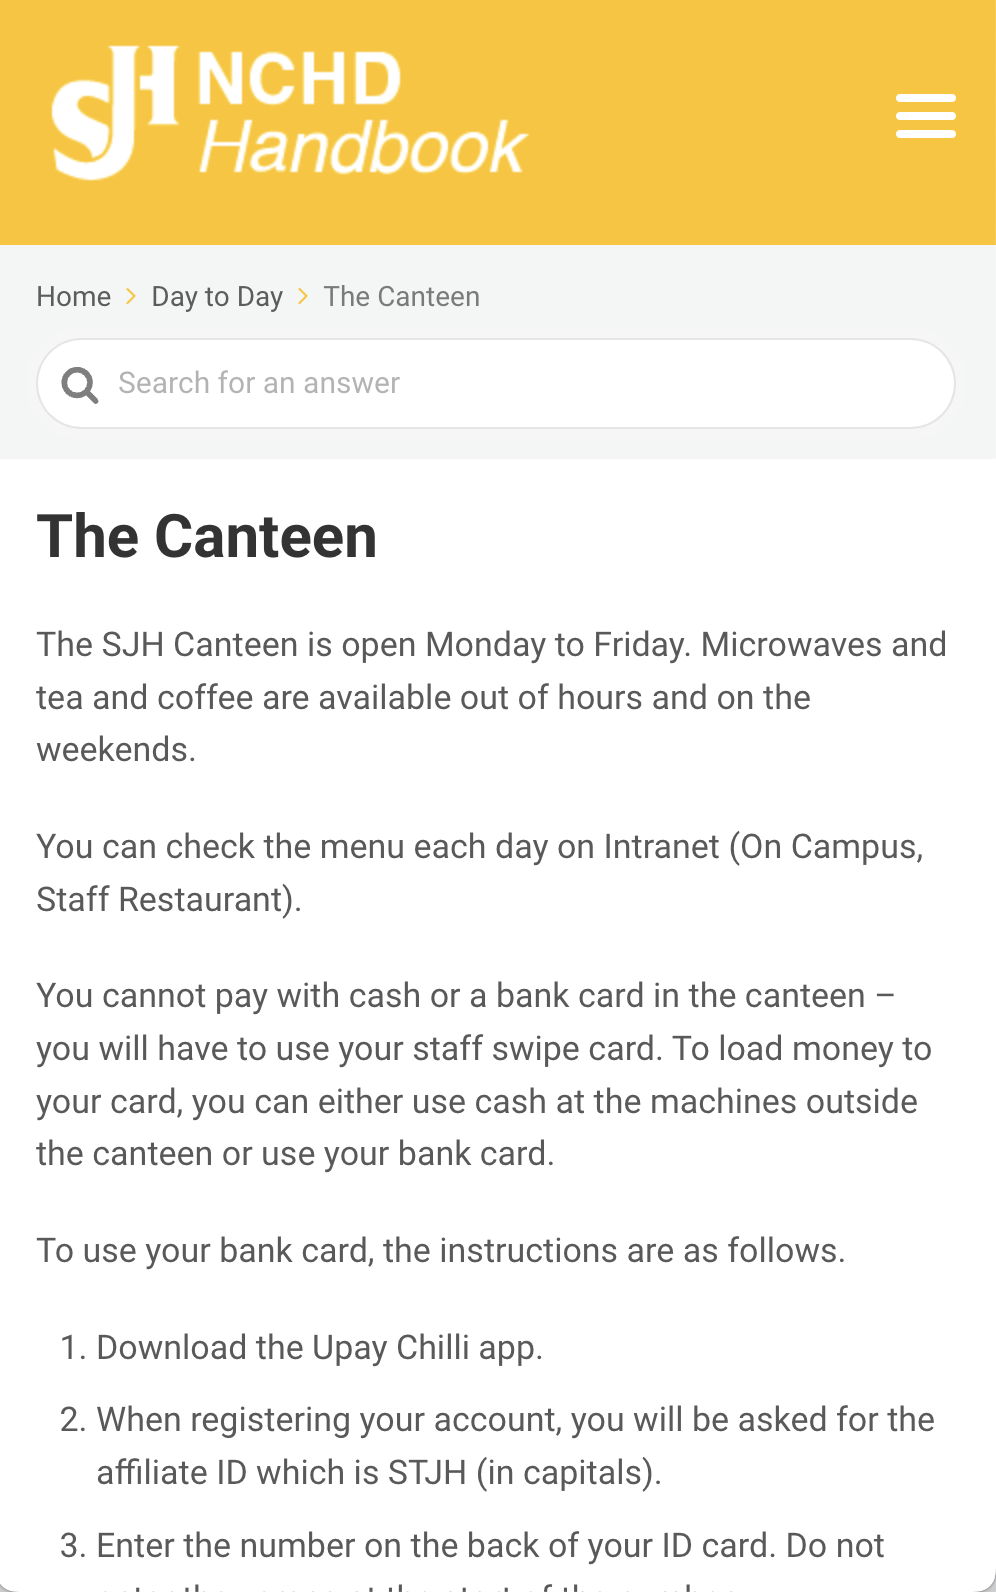 SJH NCHD
Handbook
Home > Day to Day > The Canteen
Search for an answer
The Canteen
The SJH Canteen is open Monday to Friday. Microwaves and
tea and coffee are available out of hours and on the
weekends.
You can check the menu each day on Intranet (On Campus,
Staff Restaurant).
You cannot pay with cash or a bank card in the canteen –
you will have to use your staff swipe card. To load money to
your card, you can either use cash at the machines outside
the canteen or use your bank card.
To use your bank card, the instructions are as follows.
1. Download the Upay Chilli app.
2. When registering your account, you will be asked for the
affiliate ID which is STJH (in capitals).
3. Enter the number on the back of your ID card. Do not